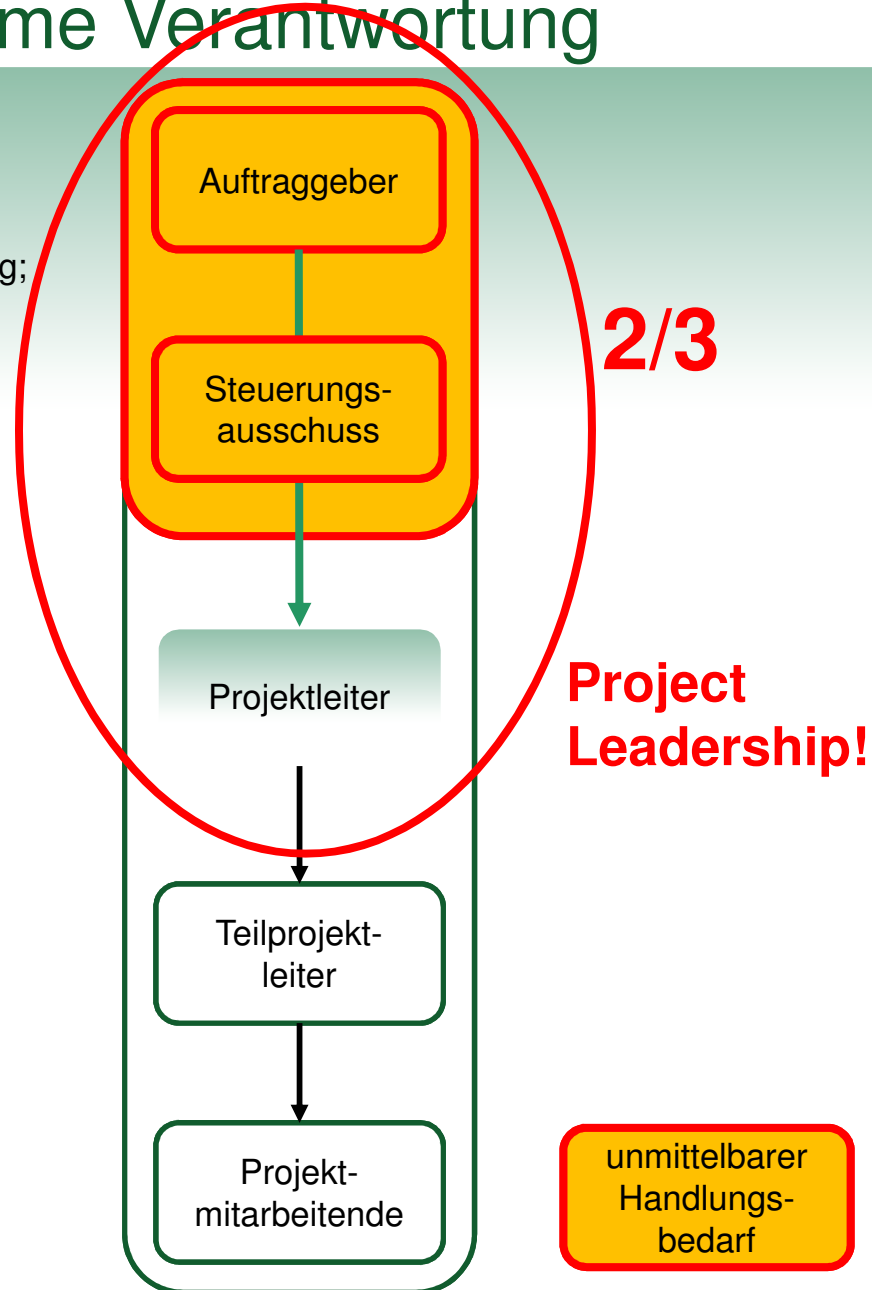 me Verantwortung
Auftraggeber
g;
2/3
Steuerungs-
ausschuss
Projektleiter
Project
Leadership!
Teilprojekt-
leiter
Projekt-
mitarbeitende
unmittelbarer
Handlungs-
bedarf